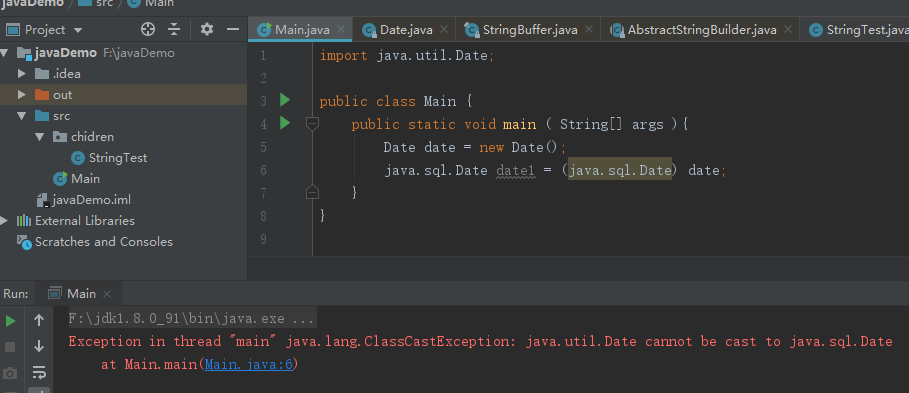 javaDemo src Main
Project
Main.java Date.java StringBuffer.java AbstractStringBuilder.java StringTest.java
javaDemo F:\javaDemo
.idea
out
src
chidren
StringTest
Main
javaDemo.iml
External Libraries
Scratches and Consoles
1 import java.util.Date;
2
3 public class Main {
4 public static void main ( String[] args ){
5 Date date = new Date();
6 java.sql.Date date1 = (java.sql.Date) date;
7 }
8 }
9
Run: Main
F:\jdk1.8.0_91\bin\java.exe ...
Exception in thread "main" java.lang.ClassCastException: java.util.Date cannot be cast to java.sql.Date
at Main.main(Main.java:6)